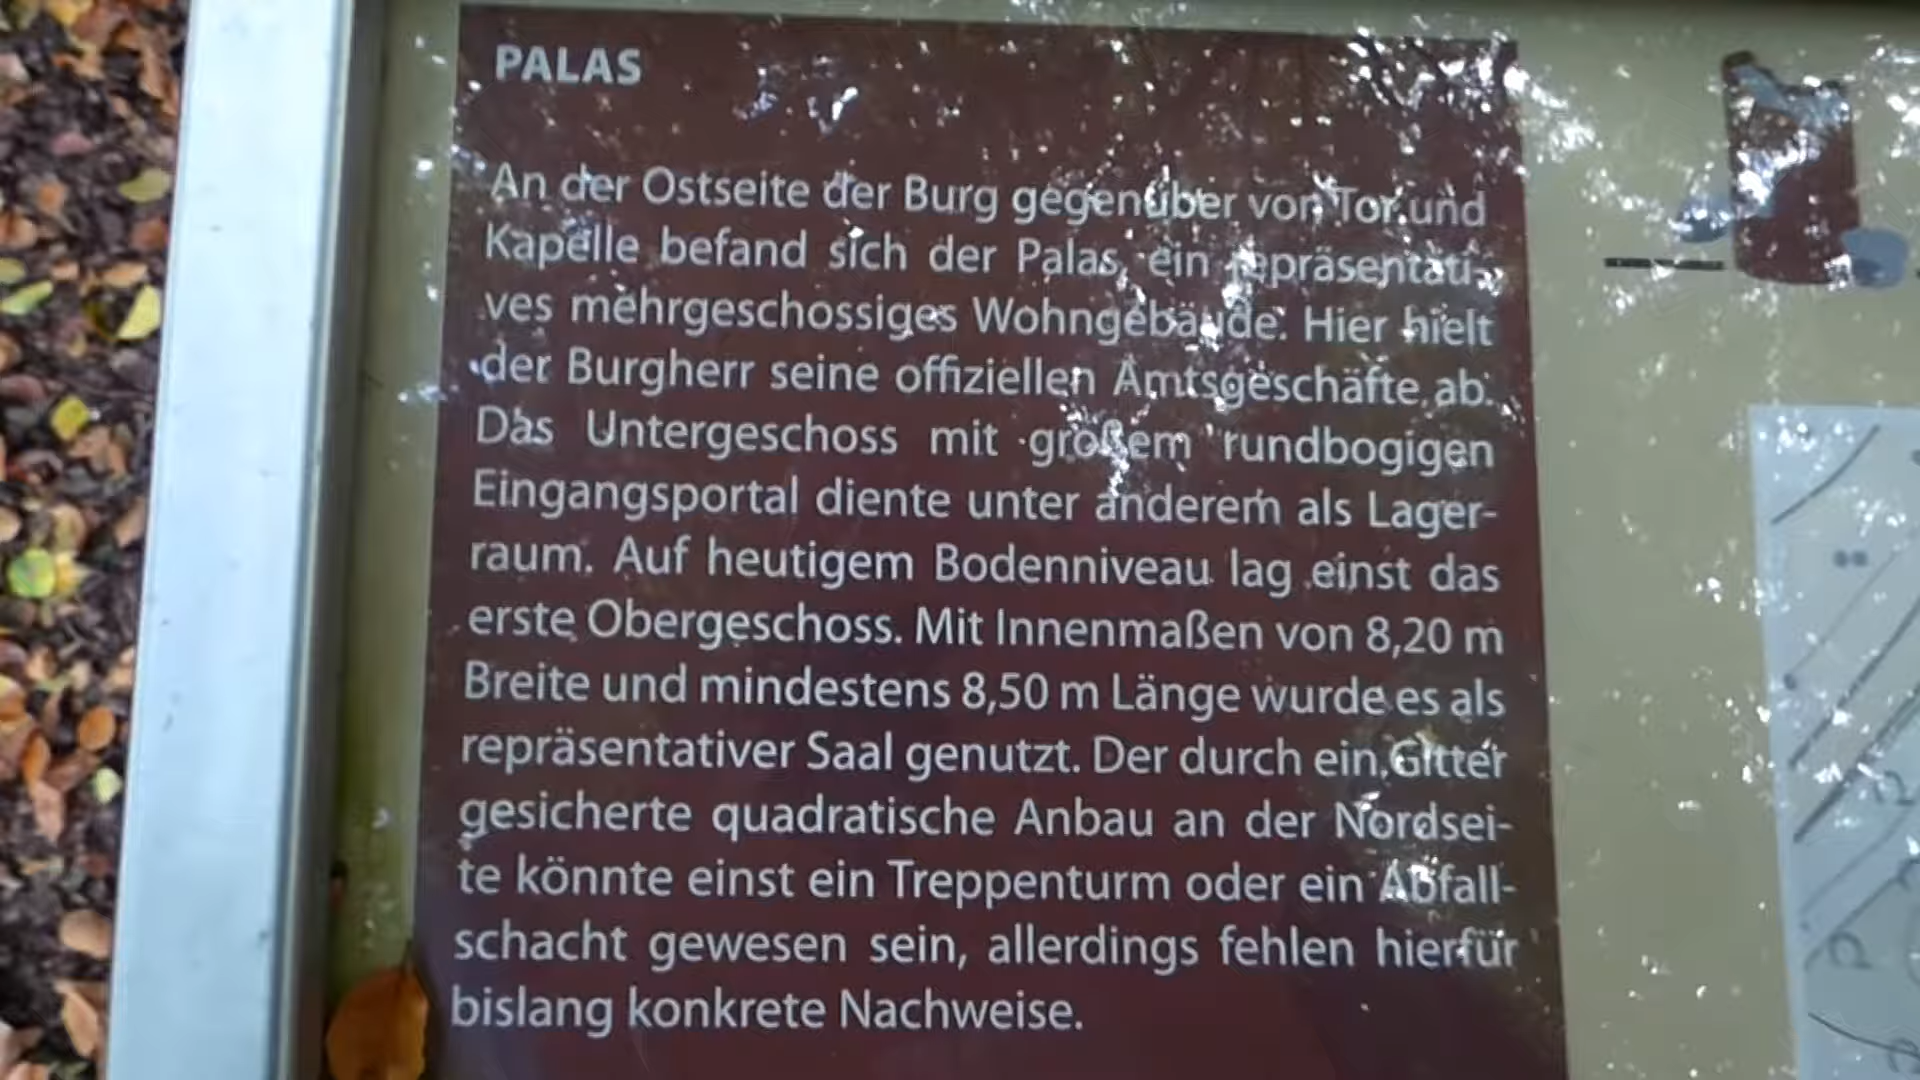 PALAS
An der Ostseite der Burg gegenüber von Tor und
Kapelle befand sich der Palas, ein repräsentati-
ves mehrgeschossiges Wohngebäude. Hier hielt
der Burgherr seine offiziellen Amtsgeschäfte ab.
Das Untergeschoss mit großem rundbogigen
Eingangsportal diente unter anderem als Lager-
raum. Auf heutigem Bodenniveau lag einst das
erste Obergeschoss. Mit Innenmaßen von 8,20 m
Breite und mindestens 8,50 m Länge wurde es als
repräsentativer Saal genutzt. Der durch ein Gitter
gesicherte quadratische Anbau an der Nordsei-
te könnte einst ein Treppenturm oder ein Abfall-
schacht gewesen sein, allerdings fehlen hierfür
bislang konkrete Nachweise.